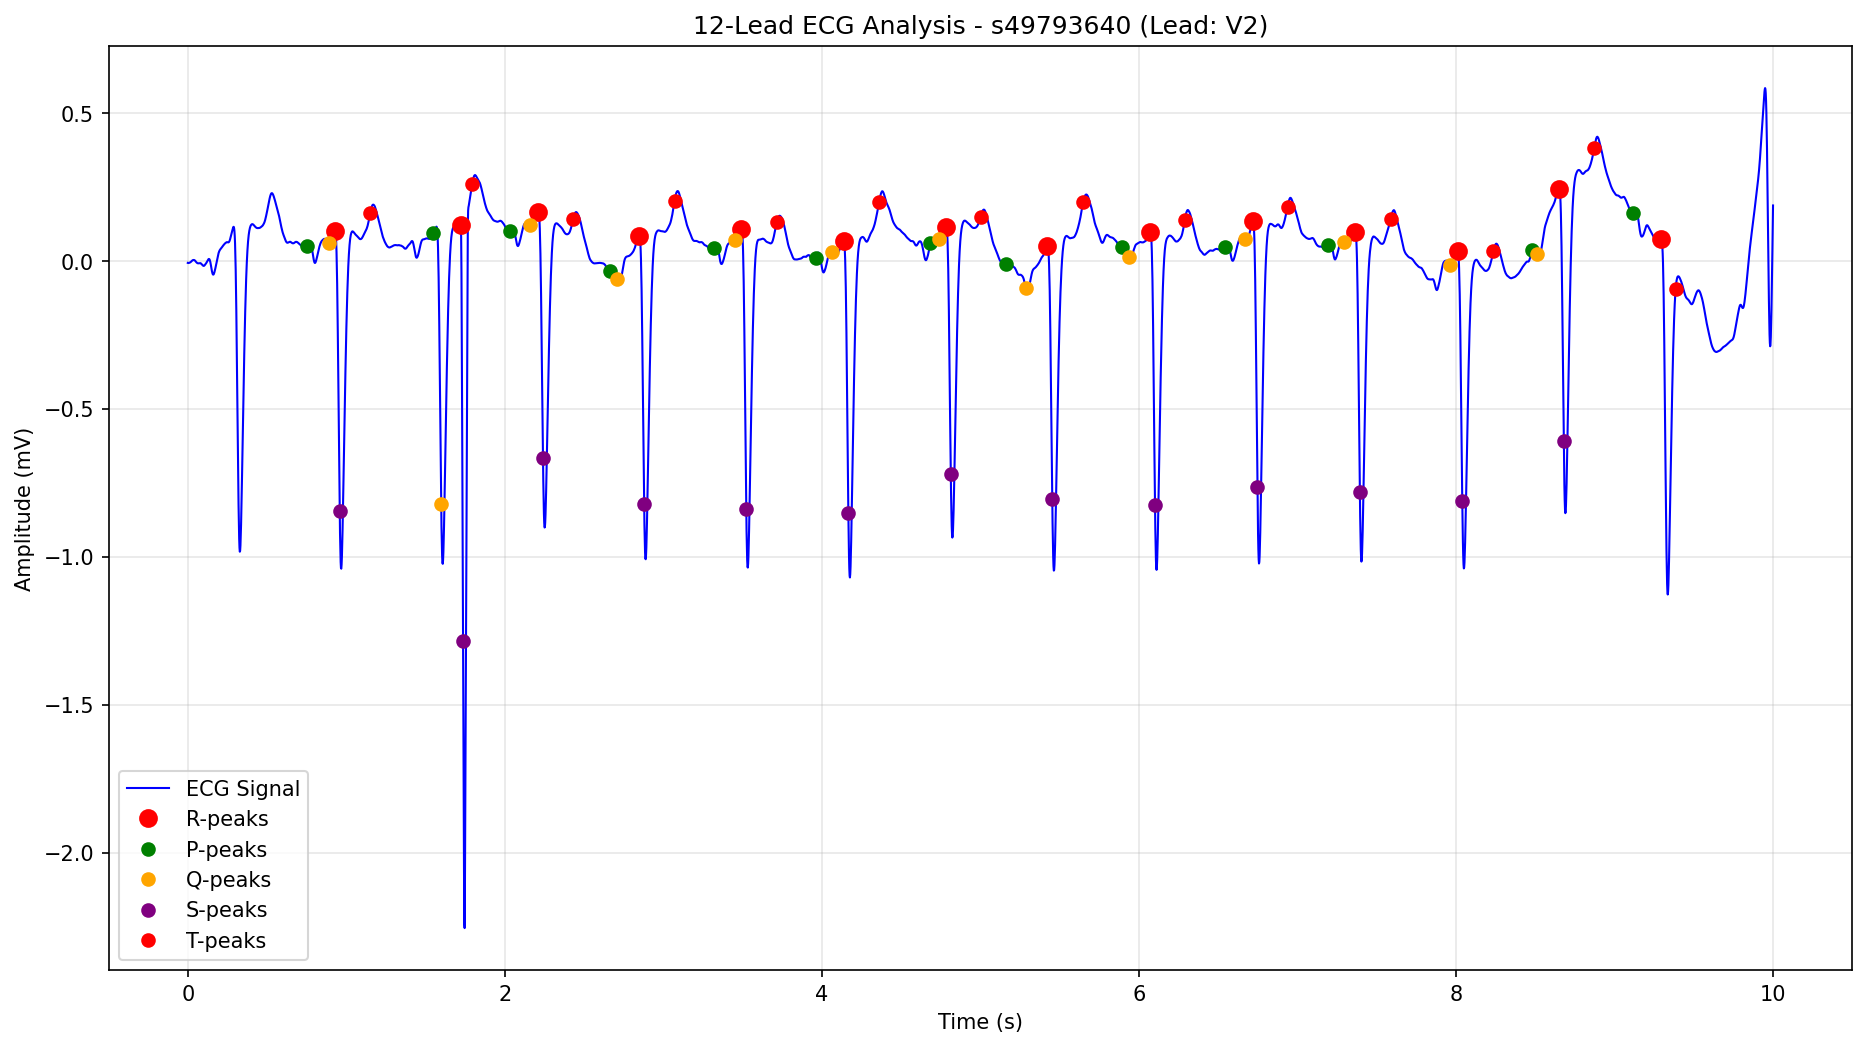 12-Lead ECG Analysis - s49793640 (Lead: V2)
0.5
0.0
−0.5
−1.0
−1.5
−2.0
Amplitude (mV)
ECG Signal
R-peaks
P-peaks
Q-peaks
S-peaks
T-peaks
0 2 4 6 8 10
Time (s)